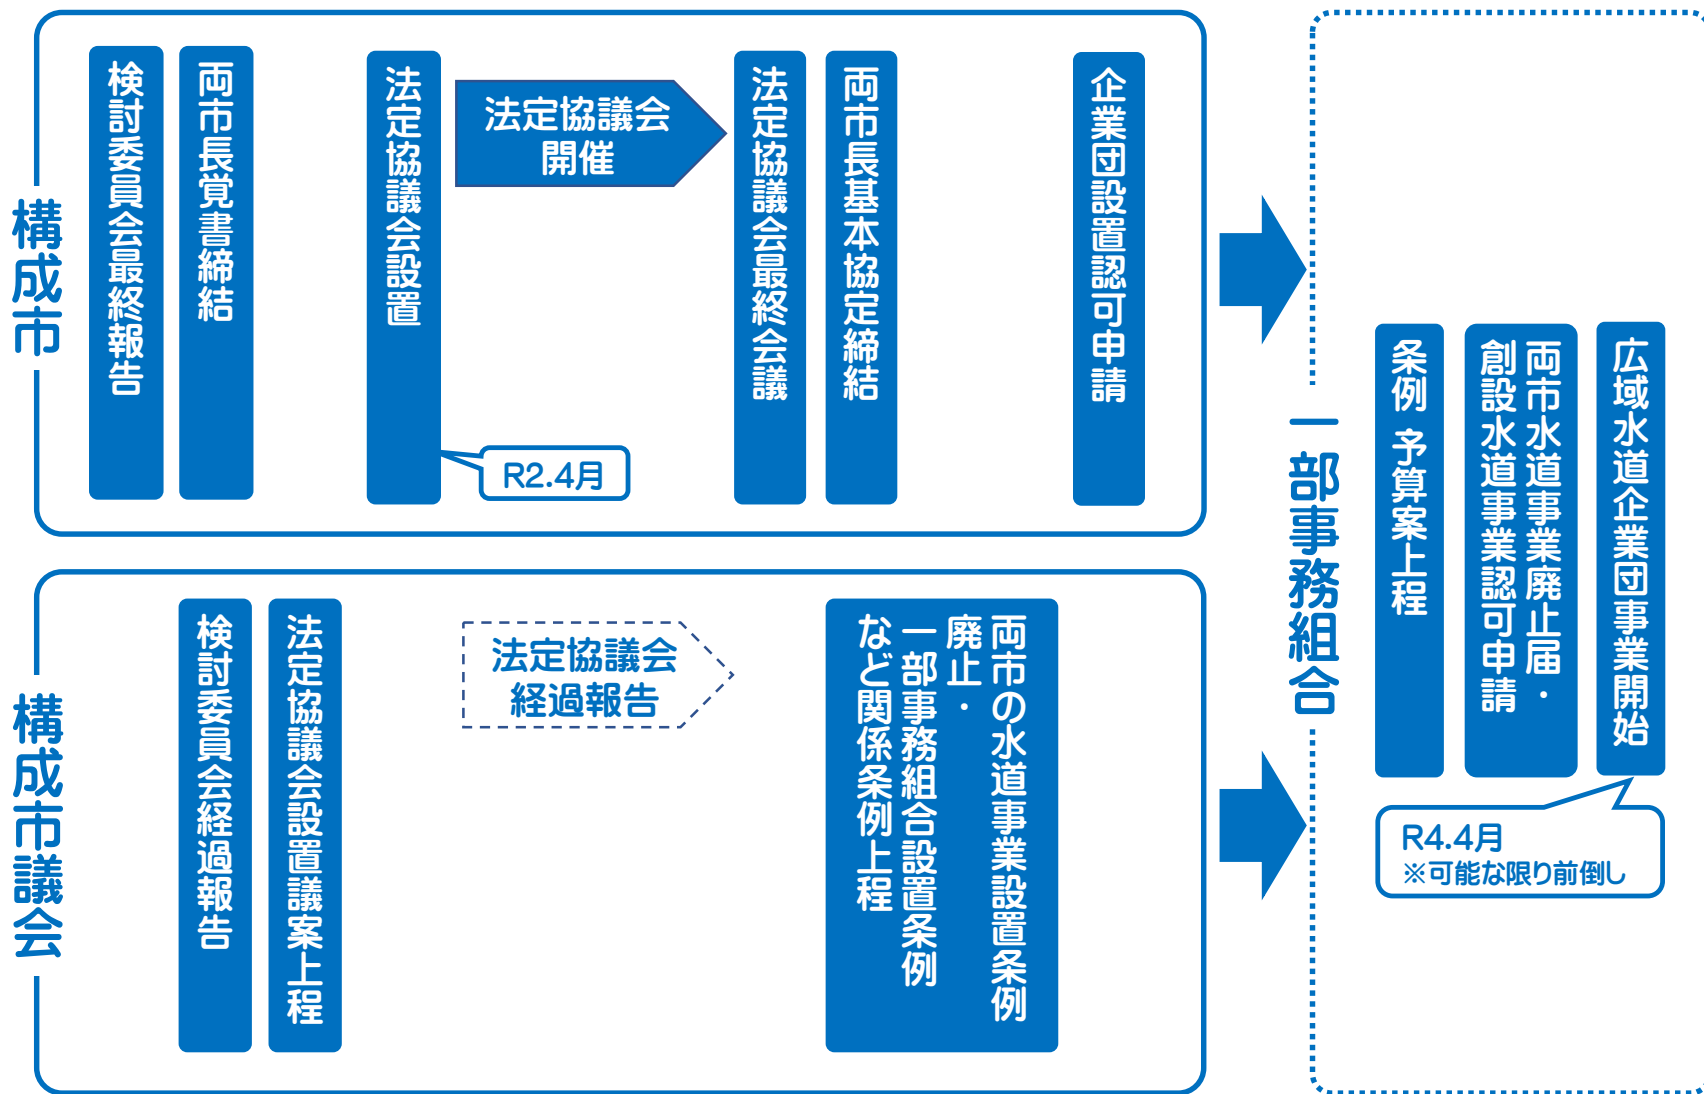 構成市
検討委員会最終報告
両市長覚書締結
法定協議会設置
R2.4月
法定協議会
開催
法定協議会最終会議
両市長基本協定締結
企業団設置認可申請
構成市議会
検討委員会経過報告
法定協議会設置議案上程
法定協議会
経過報告
両市の水道事業設置条例
廃止・
一部事務組合設置条例
など関係条例上程
一部事務組合
条例 予算案上程
両市水道事業廃止届・
創設水道事業認可申請
広域水道企業団事業開始
R4.4月
※可能な限り前倒し